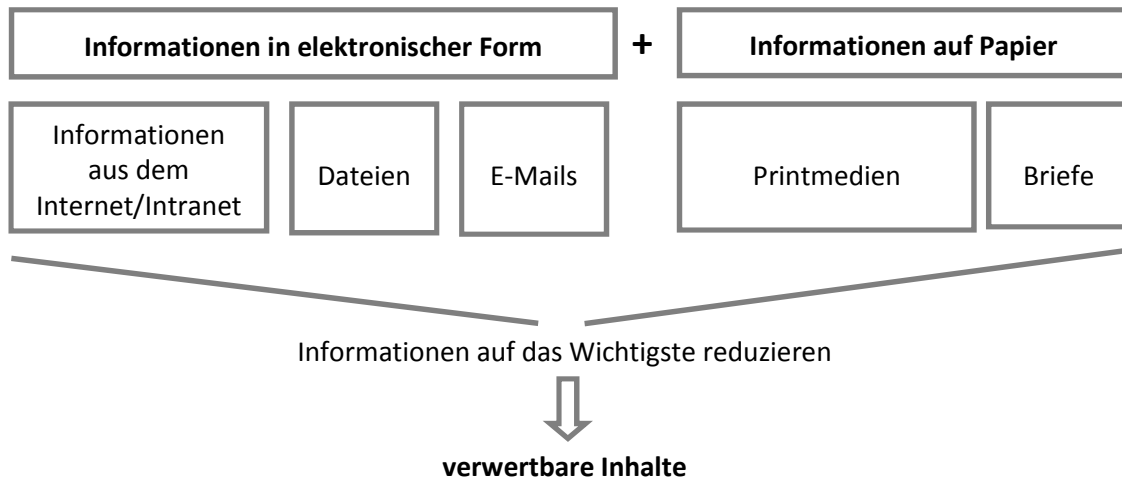 Informationen in elektronischer Form
+
Informationen auf Papier
Informationen
aus dem
Internet/Intranet
Dateien
E-Mails
Printmedien
Briefe
Informationen auf das Wichtigste reduzieren
verwertbare Inhalte